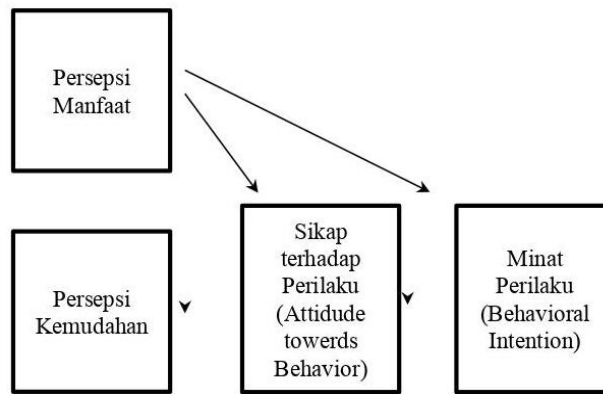 Persepsi
Manfaat
Persepsi
Kemudahan
Sikap
terhadap
Perilaku
(Attidude
towerds
Behavior)
Minat
Perilaku
(Behavioral
Intention)